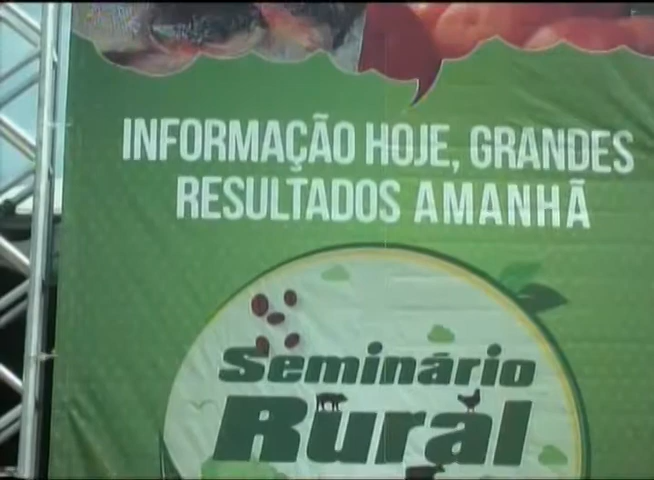 INFORMAÇÃO HOJE, GRANDES
RESULTADOS AMANHÃ
Seminário
Rural